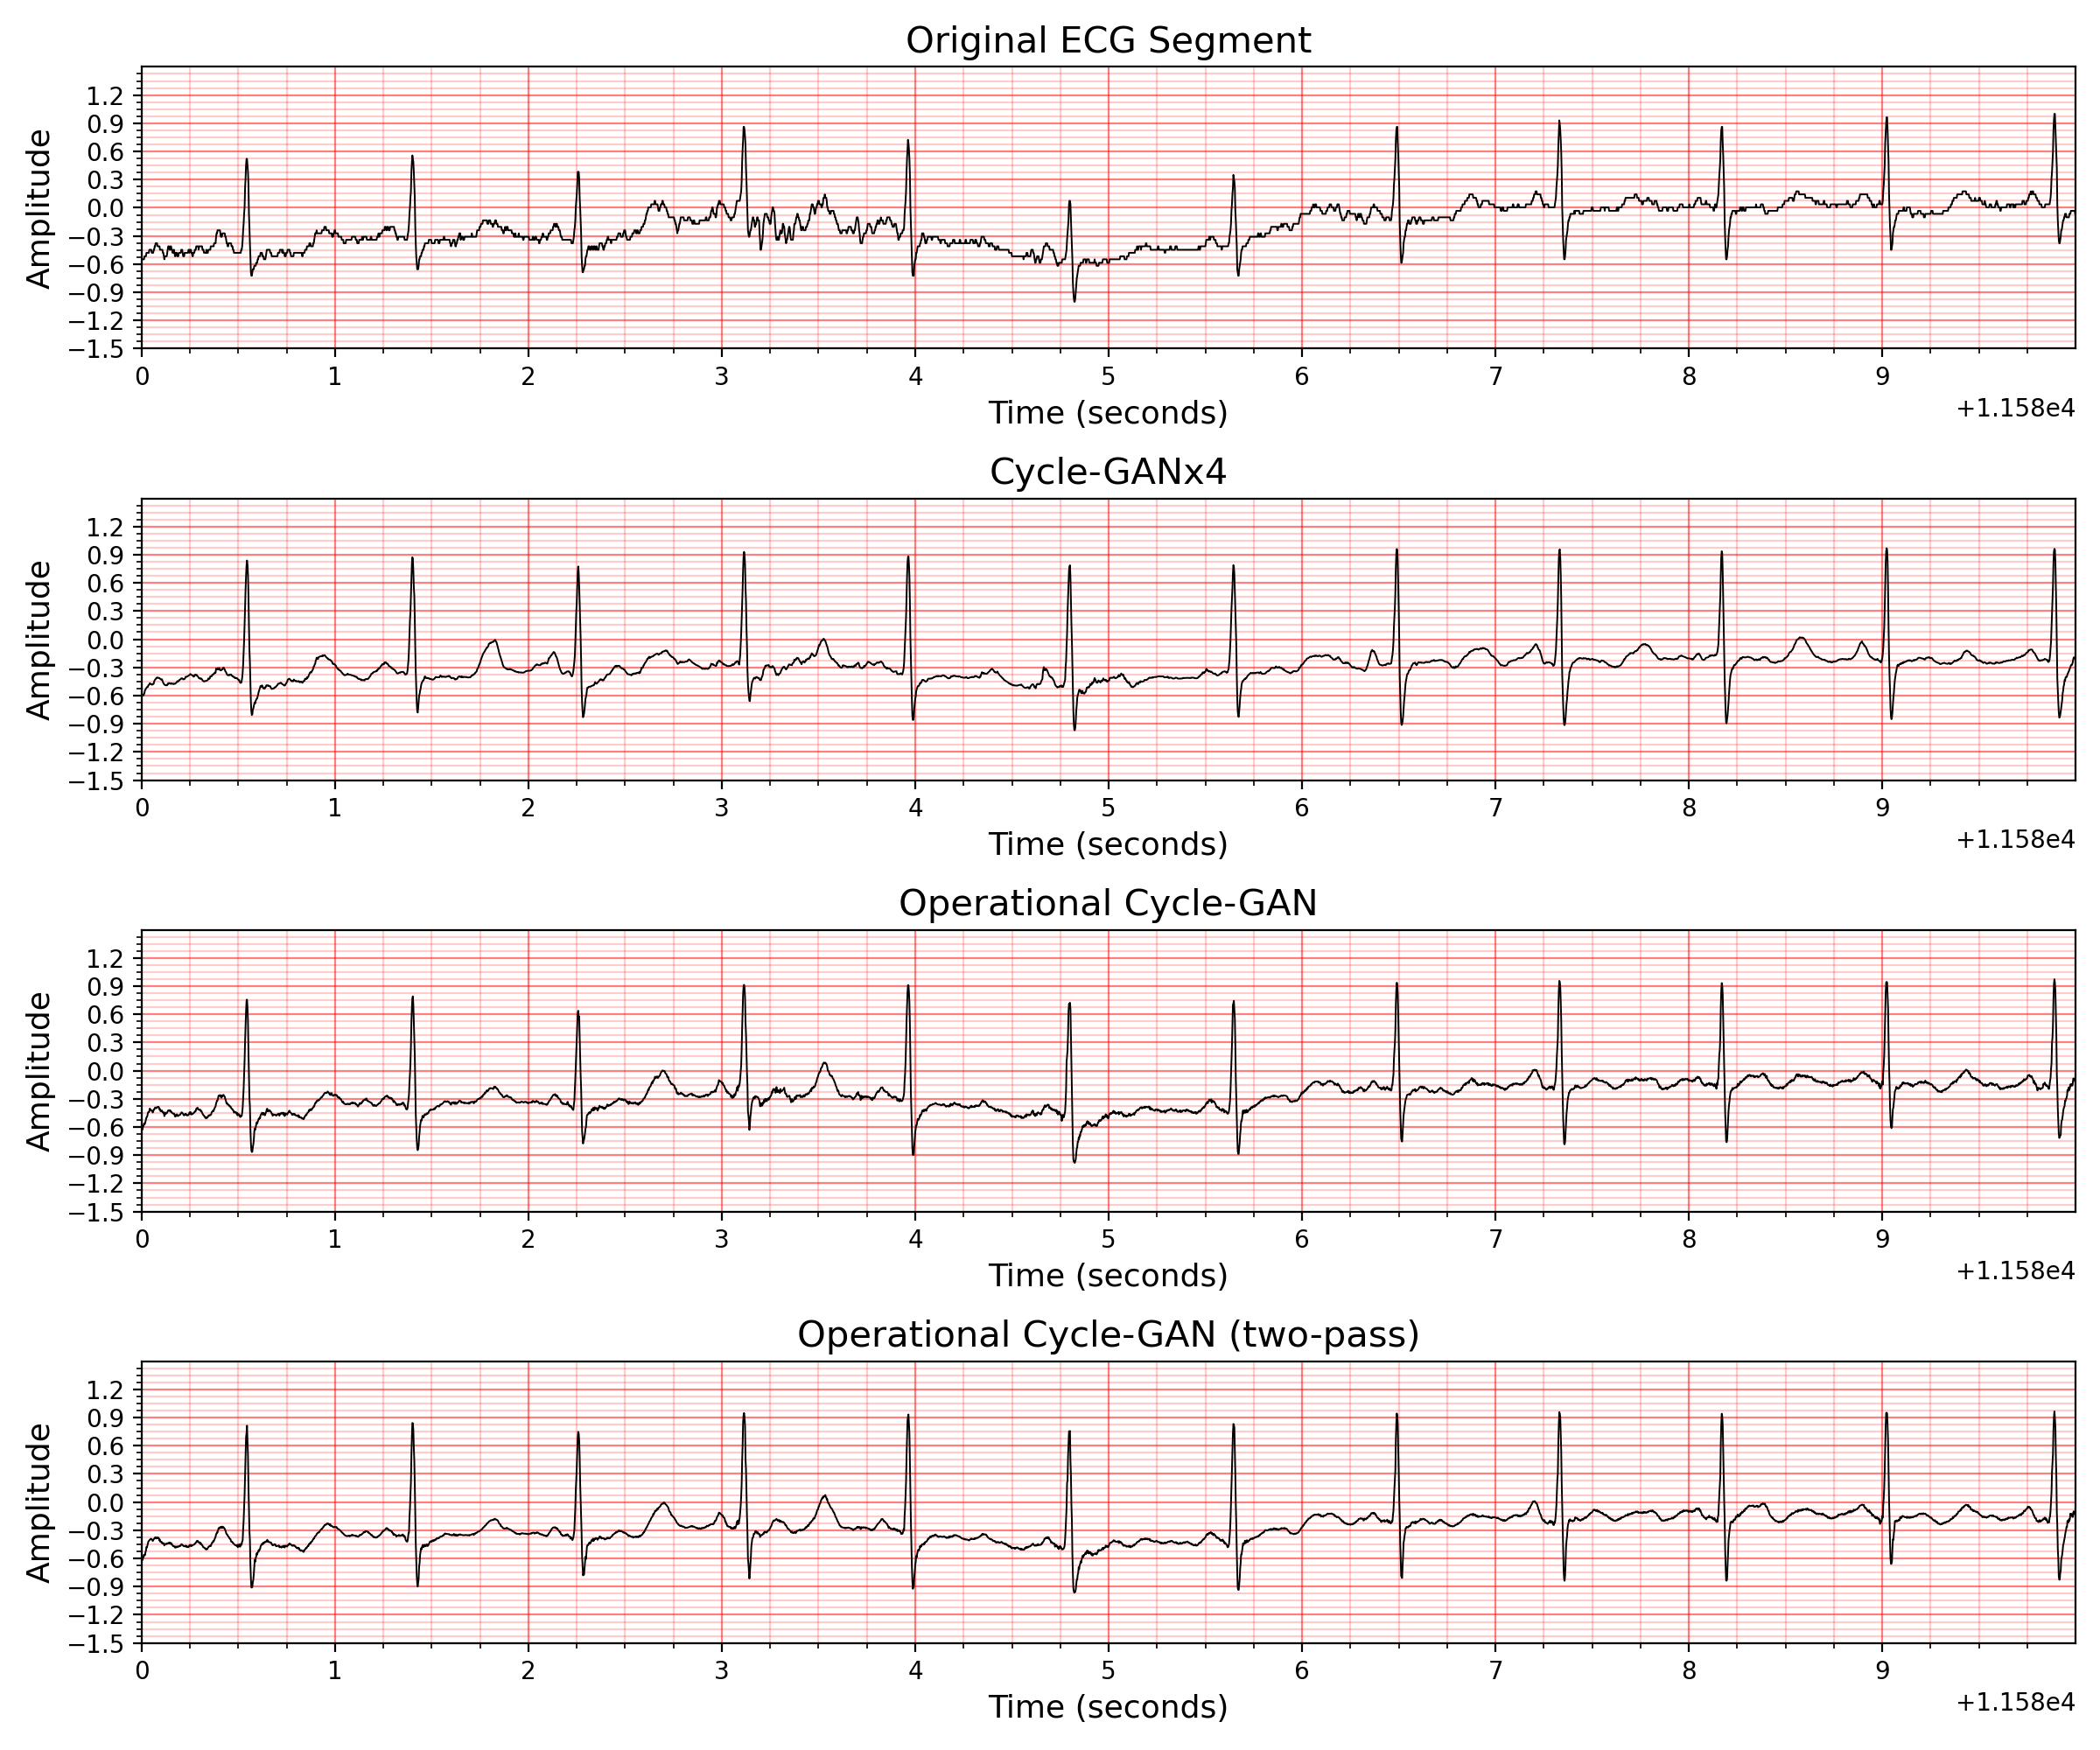 Original ECG Segment
Amplitude
1.2
0.9
0.6
0.3
0.0
−0.3
−0.6
−0.9
−1.2
−1.5
0 1 2 3 4 5 6 7 8 9
Time (seconds)
+1.158e4
Cycle-GANx4
Amplitude
1.2
0.9
0.6
0.3
0.0
−0.3
−0.6
−0.9
−1.2
−1.5
0 1 2 3 4 5 6 7 8 9
Time (seconds)
+1.158e4
Operational Cycle-GAN
Amplitude
1.2
0.9
0.6
0.3
0.0
−0.3
−0.6
−0.9
−1.2
−1.5
0 1 2 3 4 5 6 7 8 9
Time (seconds)
+1.158e4
Operational Cycle-GAN (two-pass)
Amplitude
1.2
0.9
0.6
0.3
0.0
−0.3
−0.6
−0.9
−1.2
−1.5
0 1 2 3 4 5 6 7 8 9
Time (seconds)
+1.158e4